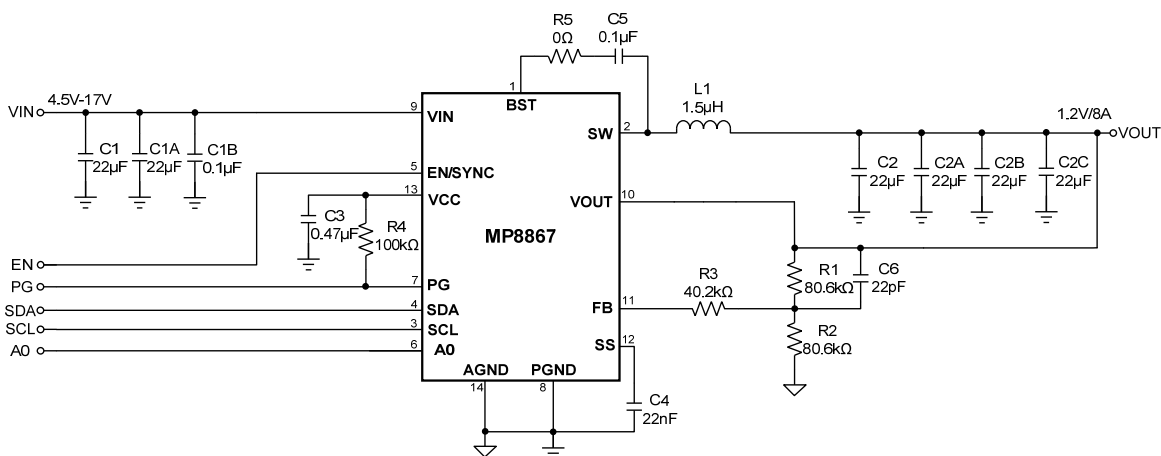 R5
0Ω
C5
0.1µF
1
BST
VIN
4.5V-17V
9
VIN
L1
1.5µH
SW
2
1.2V/8A
VOUT
C1
22µF
C1A
22µF
C1B
0.1µF
5
EN/SYNC
13
VCC
C2
22µF
C2A
22µF
C2B
22µF
C2C
22µF
VOUT
10
C3
0.47µF
R4
100kΩ
MP8867
EN
PG
7
PG
R3
40.2kΩ
R1
80.6kΩ
C6
22pF
SDA
4
SDA
FB
11
SCL
3
SCL
R2
80.6kΩ
A0
6
A0
SS
12
AGND
PGND
14
8
C4
22nF